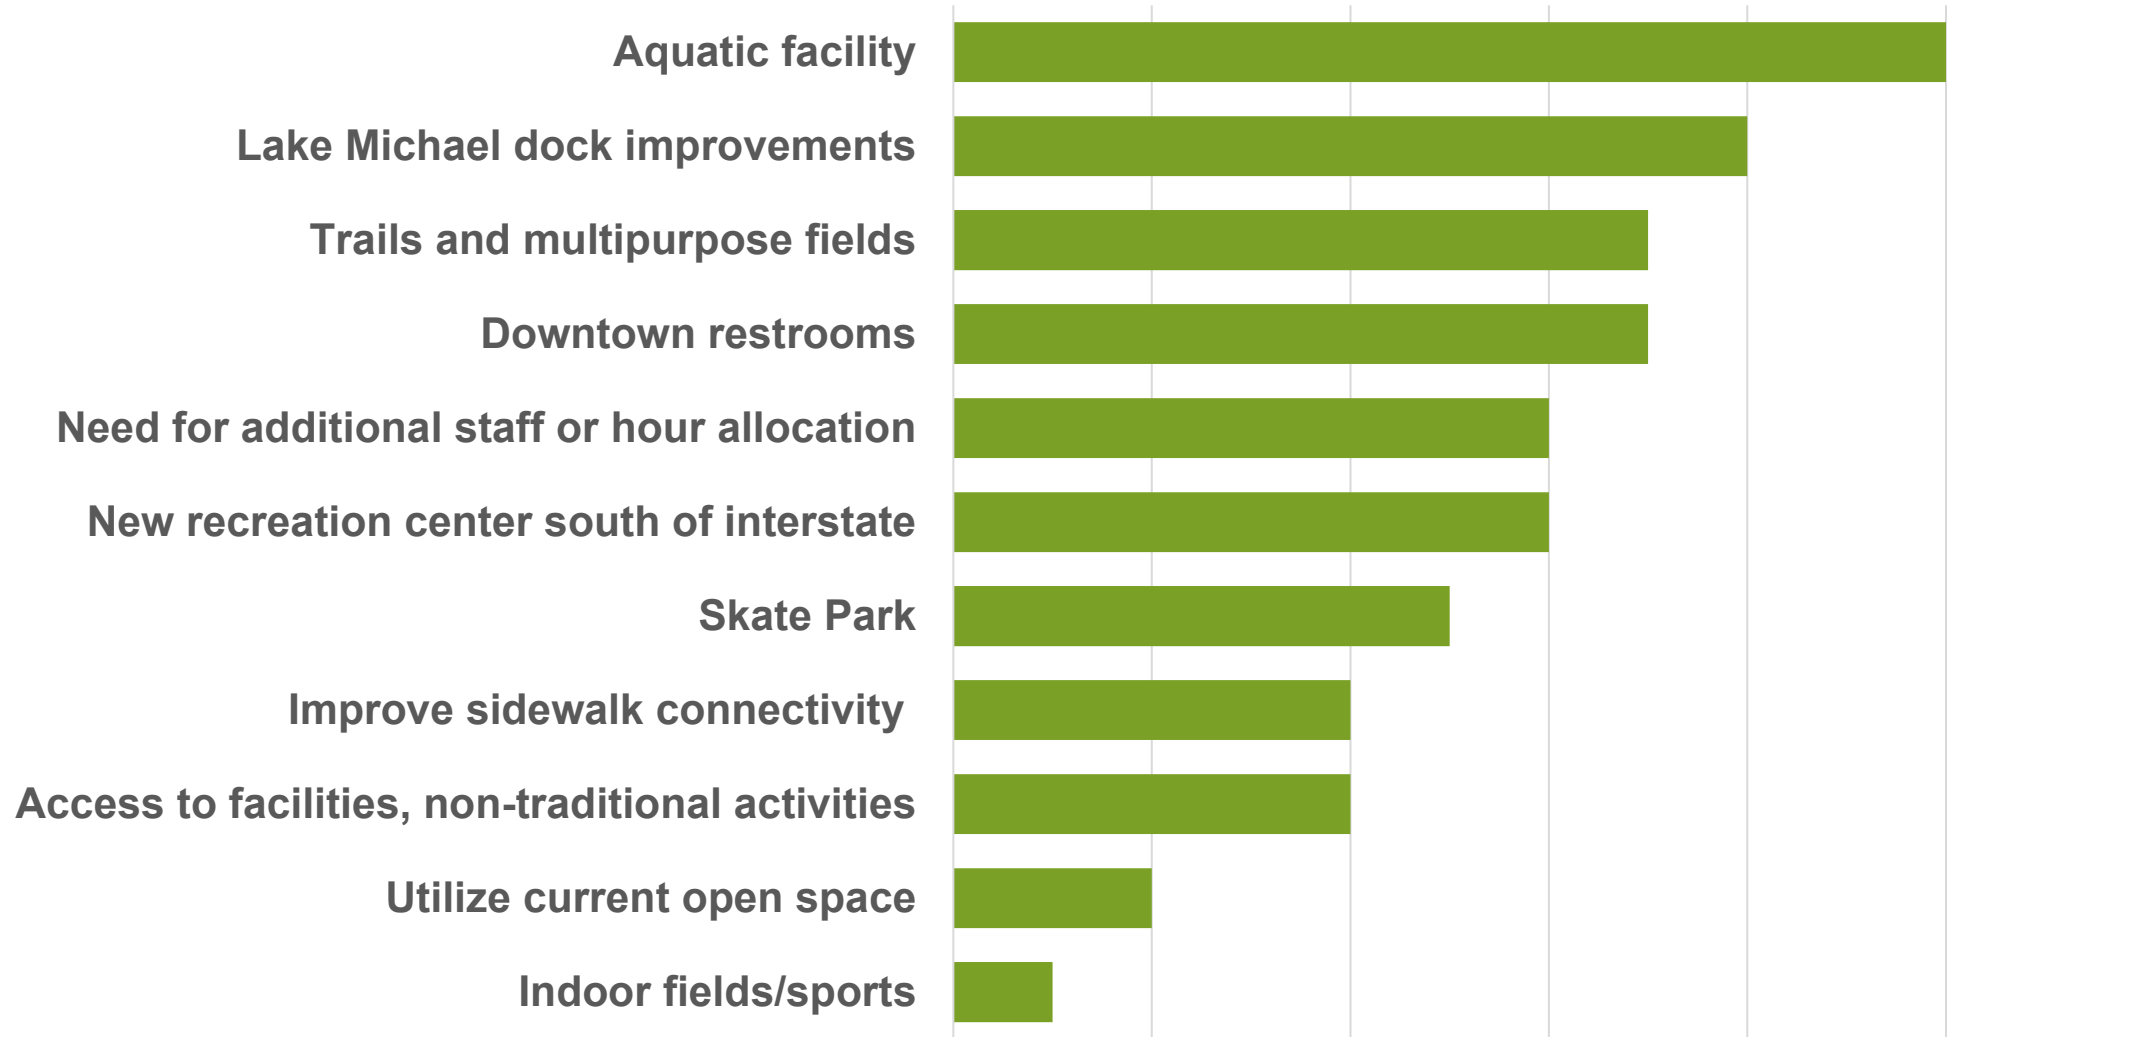 Aquatic facility
Lake Michael dock improvements
Trails and multipurpose fields
Downtown restrooms
Need for additional staff or hour allocation
New recreation center south of interstate
Skate Park
Improve sidewalk connectivity
Access to facilities, non-traditional activities
Utilize current open space
Indoor fields/sports